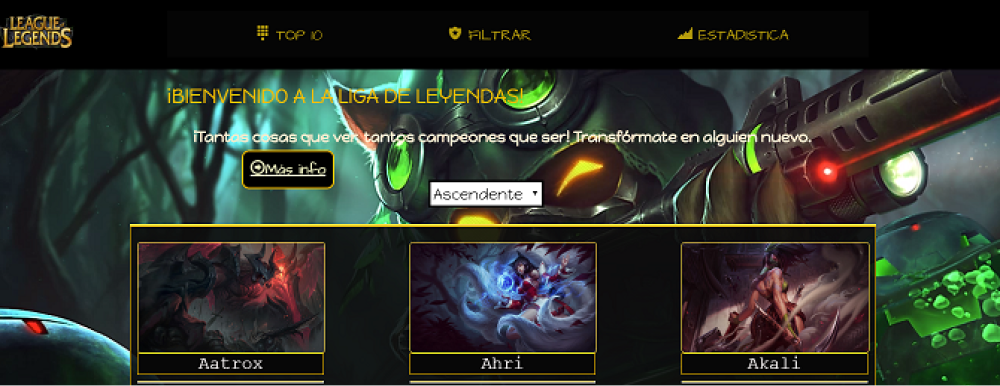 LEAGUE OF
LEGENDS
TOP 10
FILTRAR
ESTADISTICA
¡BIENVENIDO A LA LIGA DE LEYENDAS!
¡Tantas cosas que ver, tantos campeones que ser! Transfórmate en alguien nuevo.
Más info
Ascendente
Aatrox
Ahri
Akali